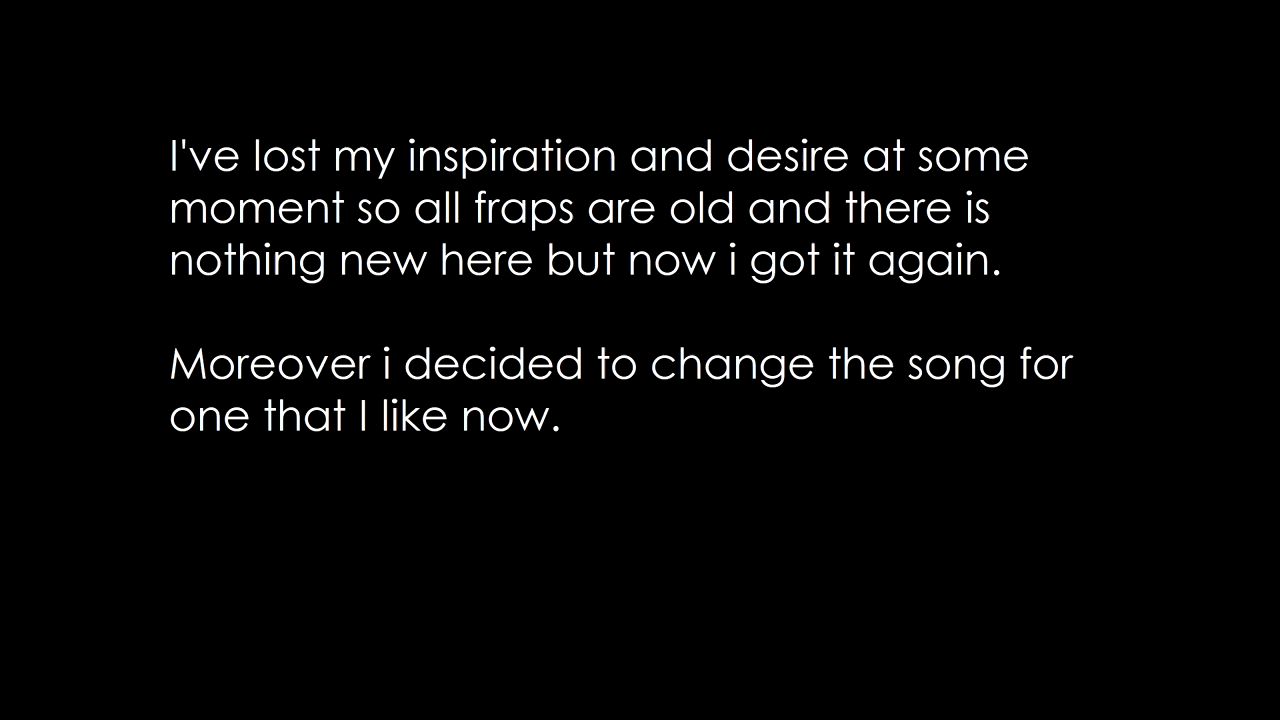 I've lost my inspiration and desire at some
moment so all fraps are old and there is
nothing new here but now i got it again.
Moreover i decided to change the song for
one that I like now.